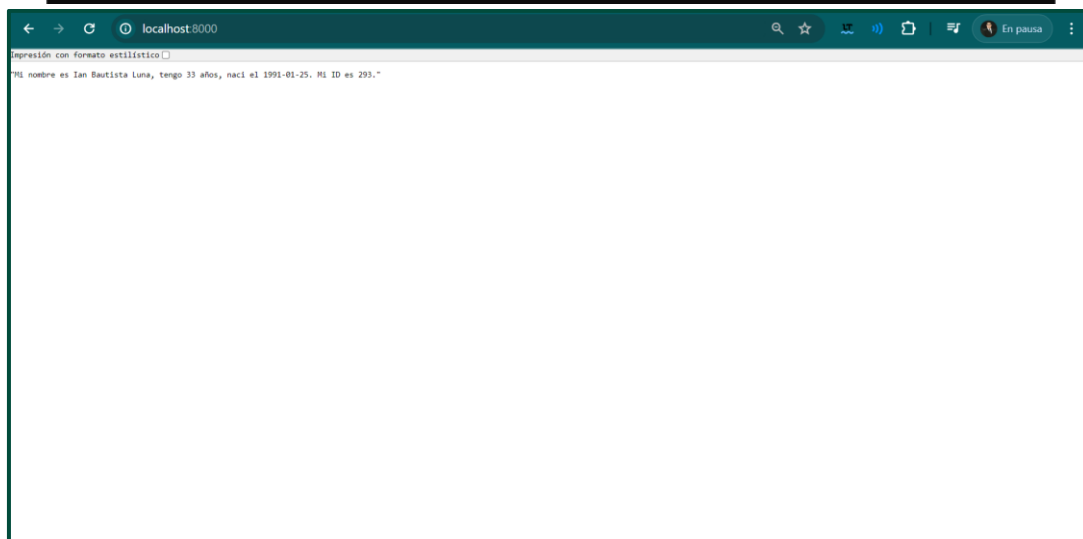 localhost:8000
En pausa
Impresión con formato estilístico
"Mi nombre es Ian Bautista Luna, tengo 33 años, naci el 1991-01-25. Mi ID es 293."